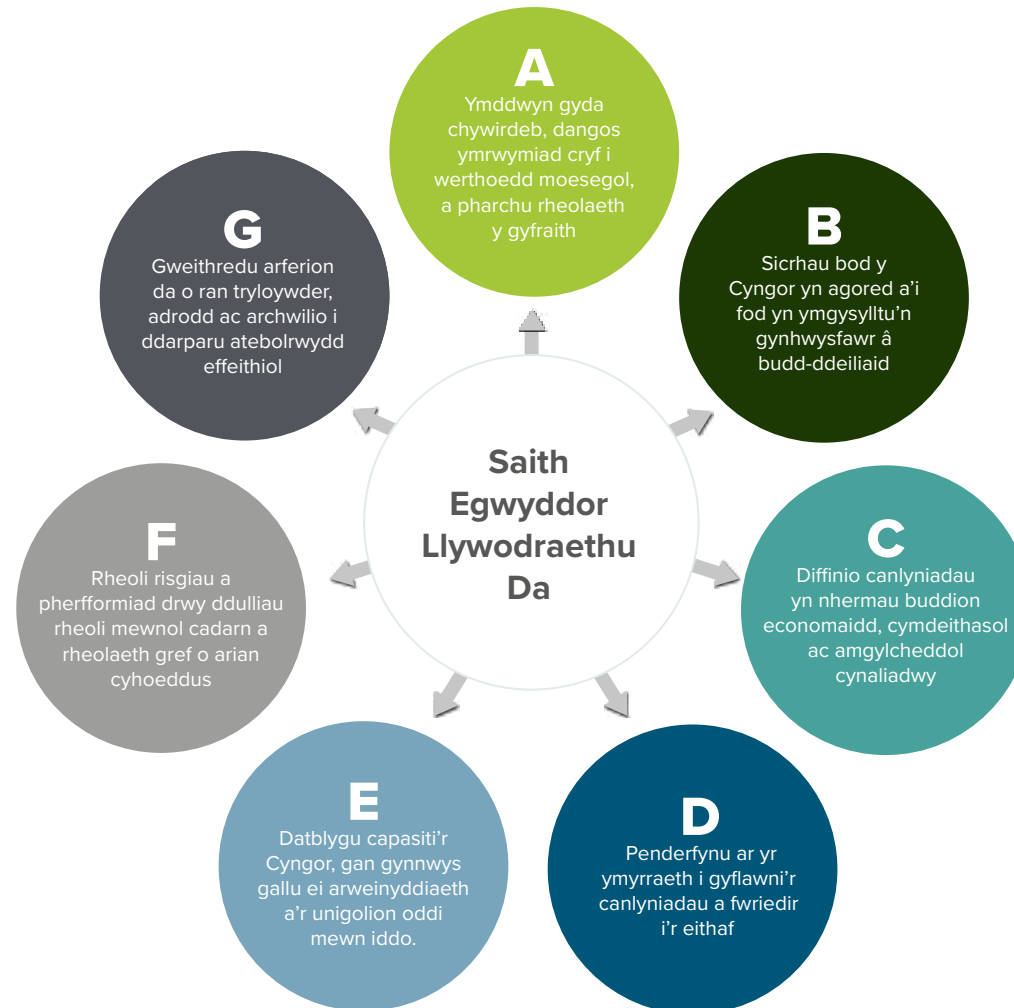 A
Ymddwyn gyda
chywirdeb, dangos
ymrwymiad cryf i
werthoedd moesegol,
a pharchu rheolaeth
y gyfraith
B
Sicrhau bod y
Cyngor yn agored a'i
fod yn ymgysylltu'n
gynhwysfawr â
budd-ddeiliaid
C
Diffinio canlyniadau
yn nhermau buddion
economaidd, cymdeithasol
ac amgylcheddol
cynaliadwy
D
Penderfynu ar yr
ymyrraeth i gyflawni'r
canlyniadau a fwriedir
i'r eithaf
E
Datblygu capasiti'r
Cyngor, gan gynnwys
gallu ei arweinyddiaeth
a'r unigolion oddi
mewn iddo.
F
Rheoli risgiau a
pherfformiad drwy ddulliau
rheoli mewnol cadarn a
rheolaeth gref o arian
cyhoeddus
G
Gweithredu arferion
da o ran tryloywder,
adrodd ac archwilio i
ddarparu atebolrwydd
effeithiol
Saith
Egwyddor
Llywodraethu
Da